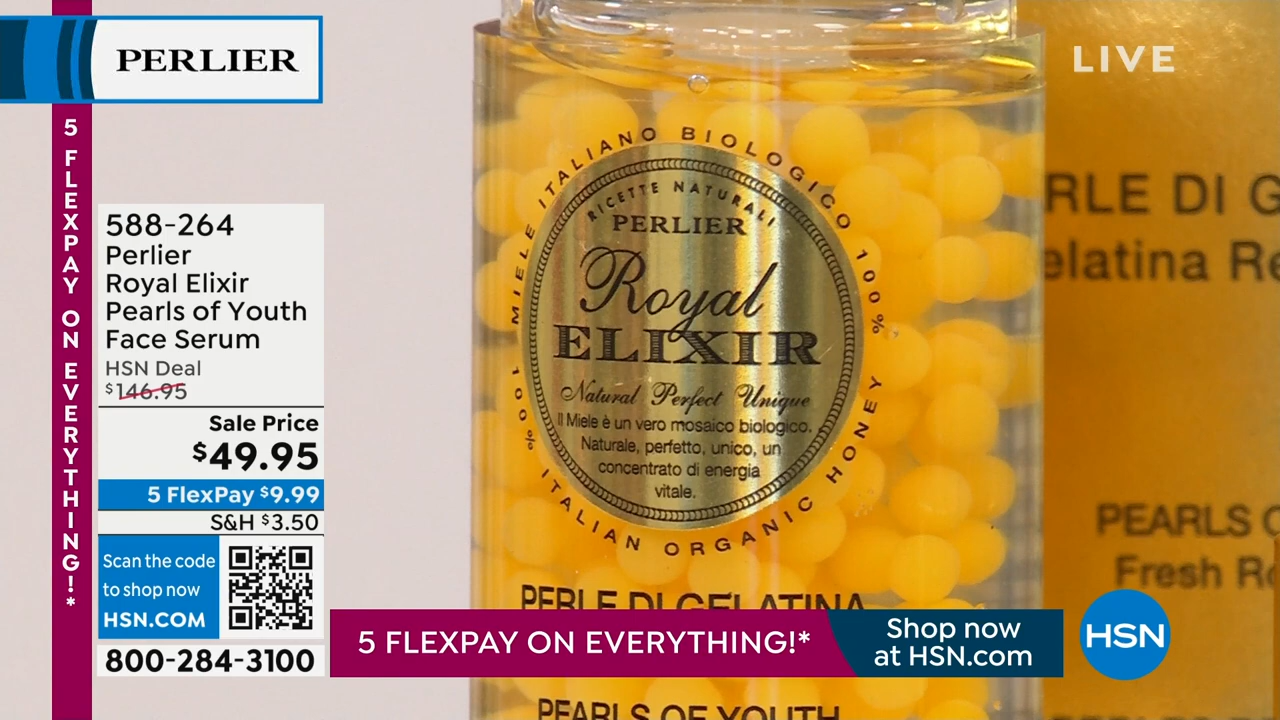 PERLIER
LIVE
5 FLEXPAY ON EVERYTHING!*
588-264
Perlier
Royal Elixir
Pearls of Youth
Face Serum
HSN Deal
$146.95
Sale Price
$49.95
5 FlexPay $9.99
S&H $3.50
Scan the code
to shop now
HSN.COM
800-284-3100
MIELE ITALIANO BIOLOGICO 100%
RICETTE NATURALI
PERLIER
Royal
ELIXIR
Natural Perfect Unique
Il Miele è un vero mosaico biologico.
Naturale, perfetto, unico, un
concentrato di energia
vitale.
100% ITALIAN ORGANIC HONEY
PERLE DI GELATINA
PEARLS OF YOUTH
RLE DI G
elatina Re
PEARLS
Fresh
5 FLEXPAY ON EVERYTHING!*
Shop now
at HSN.com
HSN